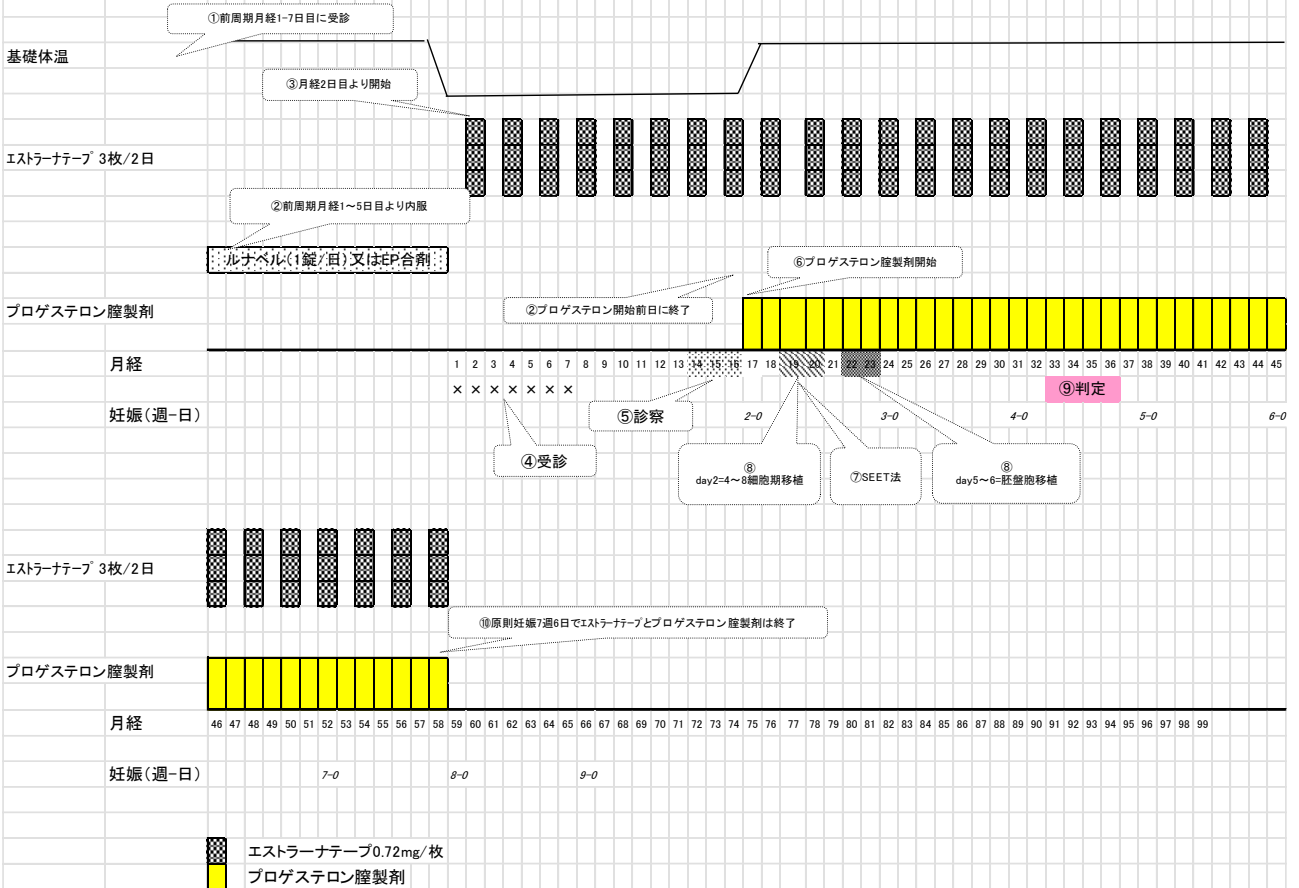 ①前周期月経1-7日目に受診
基礎体温
③月経2日目より開始
エストラーナテープ 3枚/2日
②前周期月経1～5日目より内服
ルナベル(1錠/日)又はEP合剤
⑥プロゲステロン腟製剤開始
②プロゲステロン開始前日に終了
プロゲステロン腟製剤
月経 1 2 3 4 5 6 7 8 9 10 11 12 13 14 15 16 17 18 19 20 21 22 23 24 25 26 27 28 29 30 31 32 33 34 35 36 37 38 39 40 41 42 43 44 45
× × × × × × ×
⑨判定
妊娠(週-日) 2-0 3-0 4-0 5-0 6-0
⑤診察
④受診
⑧
day2=4～8細胞期移植
⑦SEET法
⑧
day5～6=胚盤胞移植
エストラーナテープ 3枚/2日
⑩原則妊娠7週6日でエストラーナテープとプロゲステロン腟製剤は終了
プロゲステロン腟製剤
月経 46 47 48 49 50 51 52 53 54 55 56 57 58 59 60 61 62 63 64 65 66 67 68 69 70 71 72 73 74 75 76 77 78 79 80 81 82 83 84 85 86 87 88 89 90 91 92 93 94 95 96 97 98 99
妊娠(週-日) 7-0 8-0 9-0
エストラーナテープ0.72mg/枚
プロゲステロン腟製剤